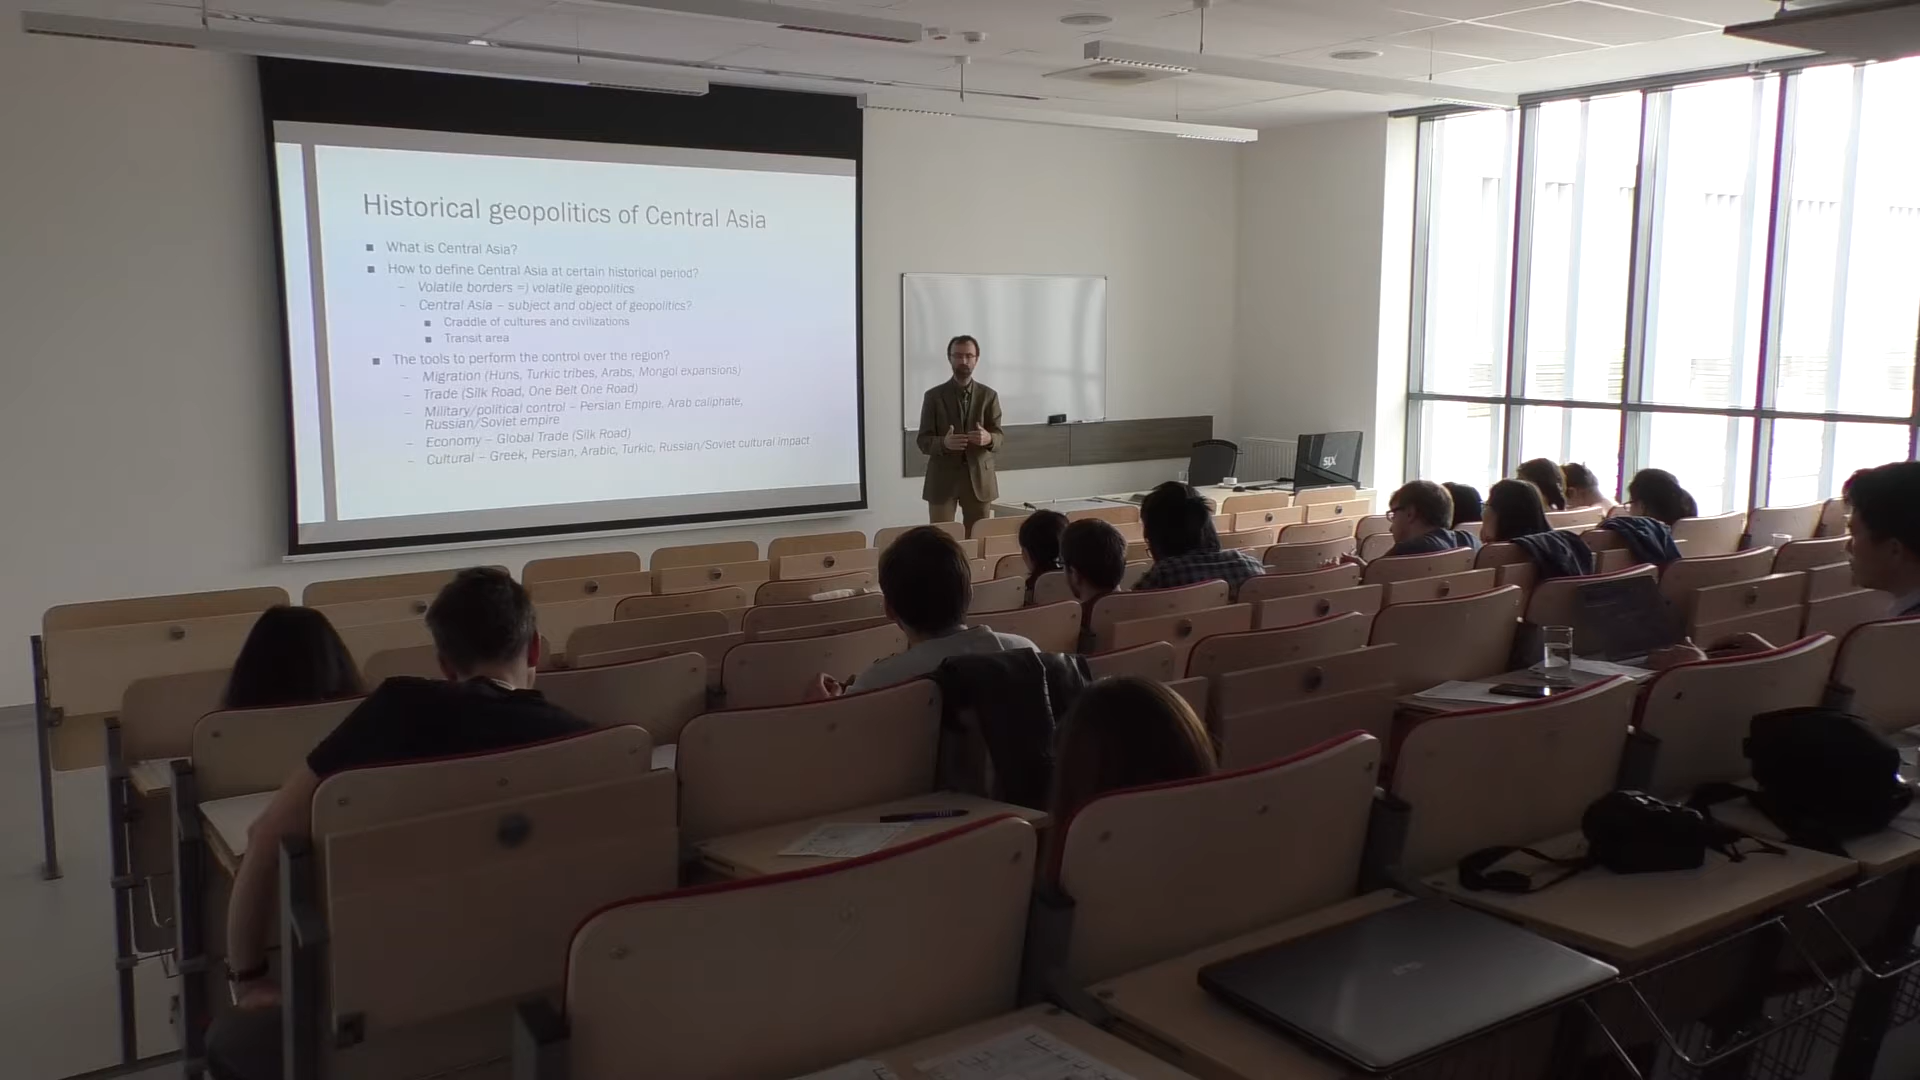 Historical geopolitics of Central Asia
What is Central Asia?
How to define Central Asia at certain historical period?
– Volatile borders =) volatile geopolitics
– Central Asia – subject and object of geopolitics?
Craddle of cultures and civilizations
Transit area
The tools to perform the control over the region?
– Migration (Huns, Turkic tribes, Arabs, Mongol expansions)
– Trade (Silk Road, One Belt One Road)
– Military/political control – Persian Empire, Arab caliphate,
Russian/Soviet empire
– Economy – Global Trade (Silk Road)
– Cultural – Greek, Persian, Arabic, Turkic, Russian/Soviet cultural impact